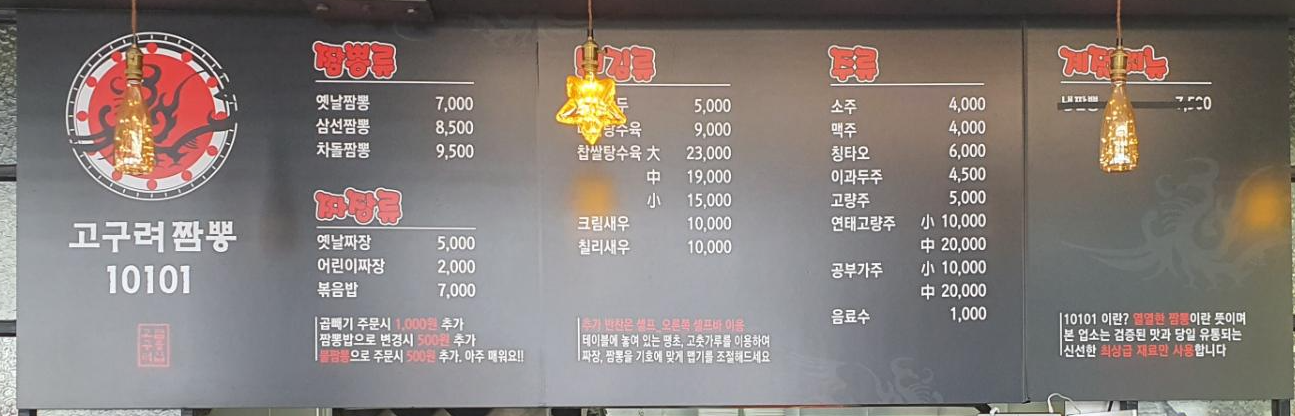 고구려 짬뽕
10101
짬뽕류
옛날짬뽕 7,000
삼선짬뽕 8,500
차돌짬뽕 9,500
짜장류
옛날짜장 5,000
어린이짜장 2,000
볶음밥 7,000
곱빼기 주문시 1,000원 추가
짬뽕밥으로 변경시 500원 추가
불짬뽕으로 주문시 500원 추가. 아주 매워요!!
5,000
탕수육 9,000
찹쌀탕수육 大 23,000
中 19,000
小 15,000
크림새우 10,000
칠리새우 10,000
추가 반찬은 셀프_오른쪽 셀프바 이용
테이블에 놓여 있는 땡초, 고춧가루를 이용하여
짜장, 짬뽕을 기호에 맞게 맵기를 조절해드세요
주류
소주 4,000
맥주 4,000
칭타오 6,000
이과두주 4,500
고량주 5,000
연태고량주 小 10,000
中 20,000
공부가주 小 10,000
中 20,000
음료수 1,000
10101 이란? 열열한 짬뽕이란 뜻이며
본 업소는 검증된 맛과 당일 유통되는
신선한 최상급 재료만 사용합니다